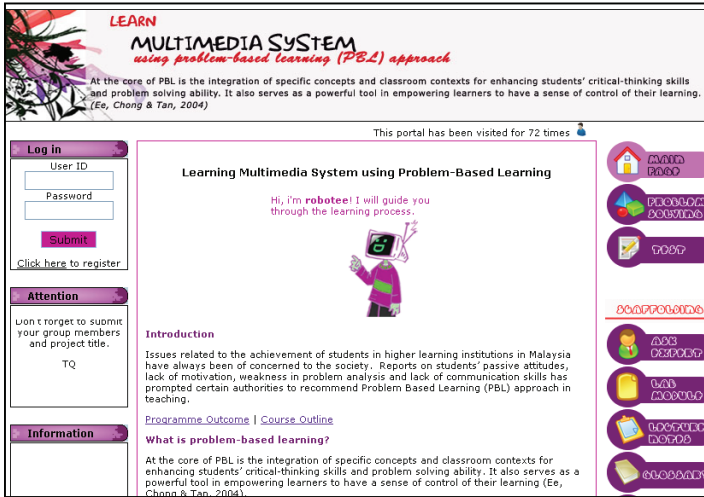 LEARN
MULTIMEDIA SYSTEM
using problem-based learning (PBL) approach
At the core of PBL is the integration of specific concepts and classroom contexts for enhancing students' critical-thinking skills
and problem solving ability. It also serves as a powerful tool in empowering learners to have a sense of control of their learning.
(Ee, Chong & Tan, 2004)
This portal has been visited for 72 times
Log in
User ID
Password
Submit
Click here to register
Attention
Don't forget to submit
your group members
and project title.
TQ
Information
Learning Multimedia System using Problem-Based Learning
Hi, i'm robotee! I will guide you
through the learning process.
Introduction
Issues related to the achievement of students in higher learning institutions in Malaysia
have always been of concerned to the society. Reports on students' passive attitudes,
lack of motivation, weakness in problem analysis and lack of communication skills has
prompted certain authorities to recommend Problem Based Learning (PBL) approach in
teaching.
Programme Outcome | Course Outline
What is problem-based learning?
At the core of PBL is the integration of specific concepts and classroom contexts for
enhancing students' critical-thinking skills and problem solving ability. It also serves as a
powerful tool in empowering learners to have a sense of control of their learning (Ee,
Chong & Tan, 2004).
MAIN
PAGE
PROBLEM
SOLVING
TEST
SCAFFOLDING
ASK
EXPERT
LAB
MODULE
LECTURE
NOTES
GLOSSARY